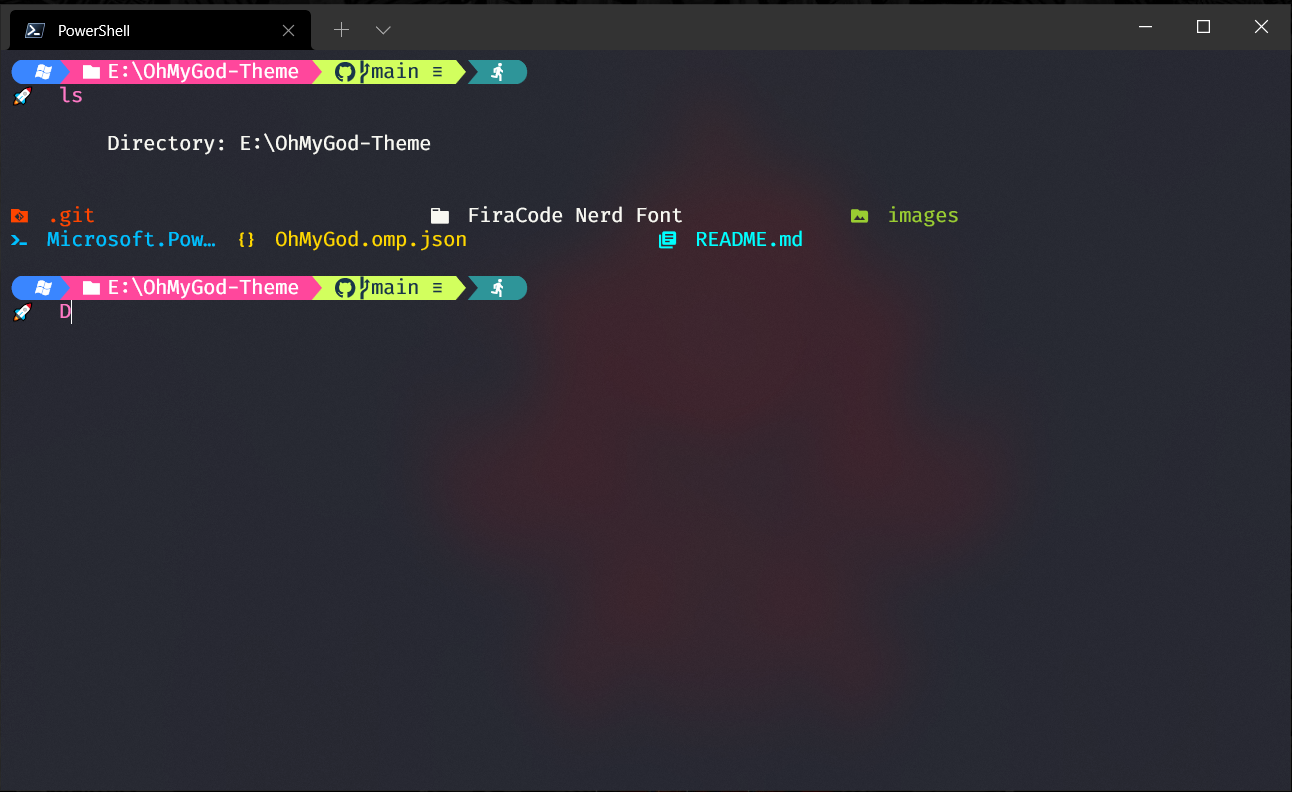 PowerShell
E:\OhMyGod-Theme main ≡
ls
Directory: E:\OhMyGod-Theme
.git FiraCode Nerd Font images
Microsoft.Pow… {} OhMyGod.omp.json README.md
E:\OhMyGod-Theme main ≡
D